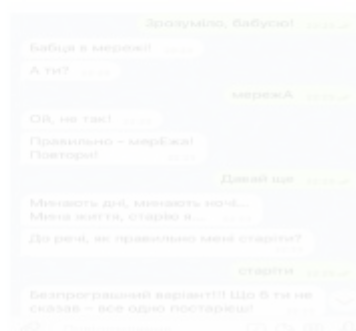 Зрозуміло, бабусю!
Бабця в мережі!
А ти?
мережА
Ой, не так!
Правильно – мерЕжа!
Повтори!
Давай ще
Минають дні, минають ночі...
Мина життя, старію я...
До речі, як правильно мені старіти?
старіти
Безпрограшний варіант!!! Що б ти не
сказав – все одно постарієш!